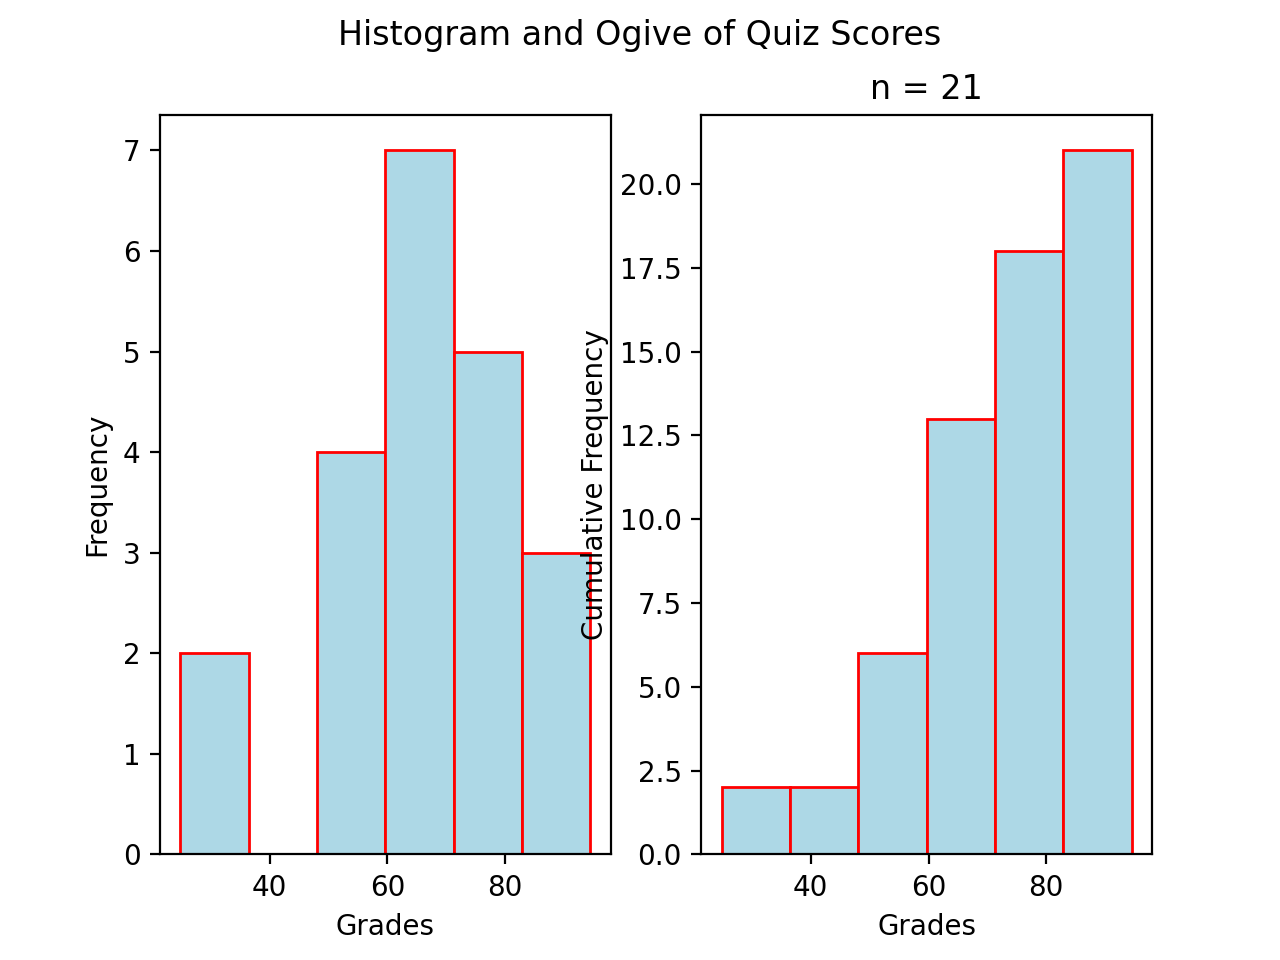 Histogram and Ogive of Quiz Scores
7
6
5
4
3
2
1
0
Frequency
40 60 80
Grades
n = 21
20.0
17.5
15.0
12.5
10.0
7.5
5.0
2.5
0.0
Cumulative Frequency
40 60 80
Grades